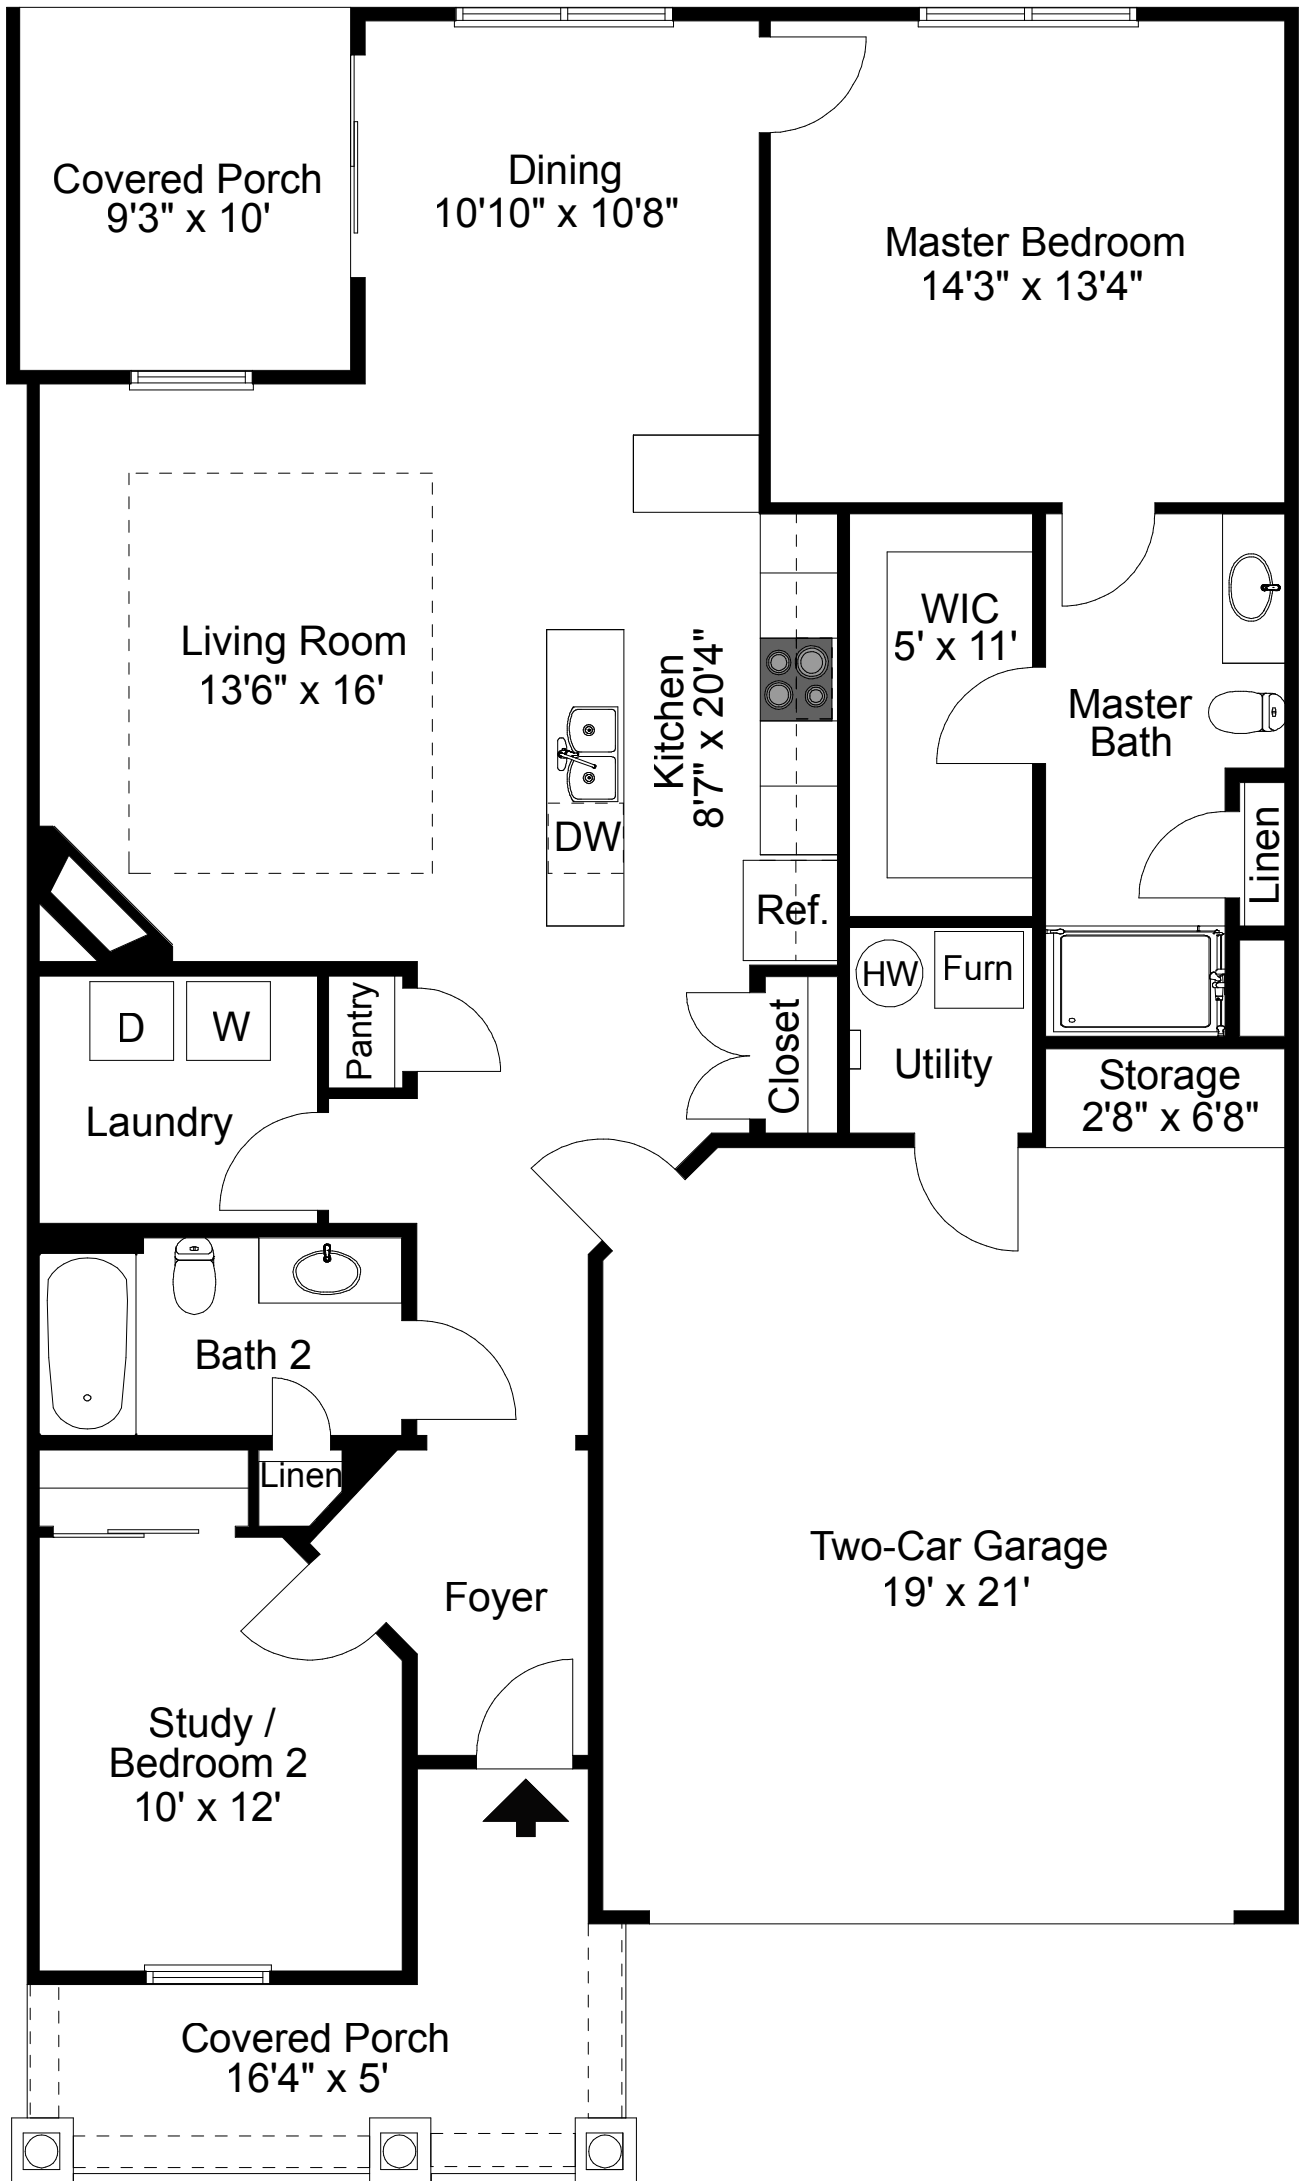 Covered Porch
9'3" x 10'
Dining
10'10" x 10'8"
Master Bedroom
14'3" x 13'4"
Living Room
13'6" x 16'
Kitchen
8'7" x 20'4"
DW
Ref.
WIC
5' x 11'
Master
Bath
Linen
HW
Furn
Utility
Storage
2'8" x 6'8"
Closet
Pantry
D
W
Laundry
Bath 2
Linen
Foyer
Two-Car Garage
19' x 21'
Study /
Bedroom 2
10' x 12'
Covered Porch
16'4" x 5'